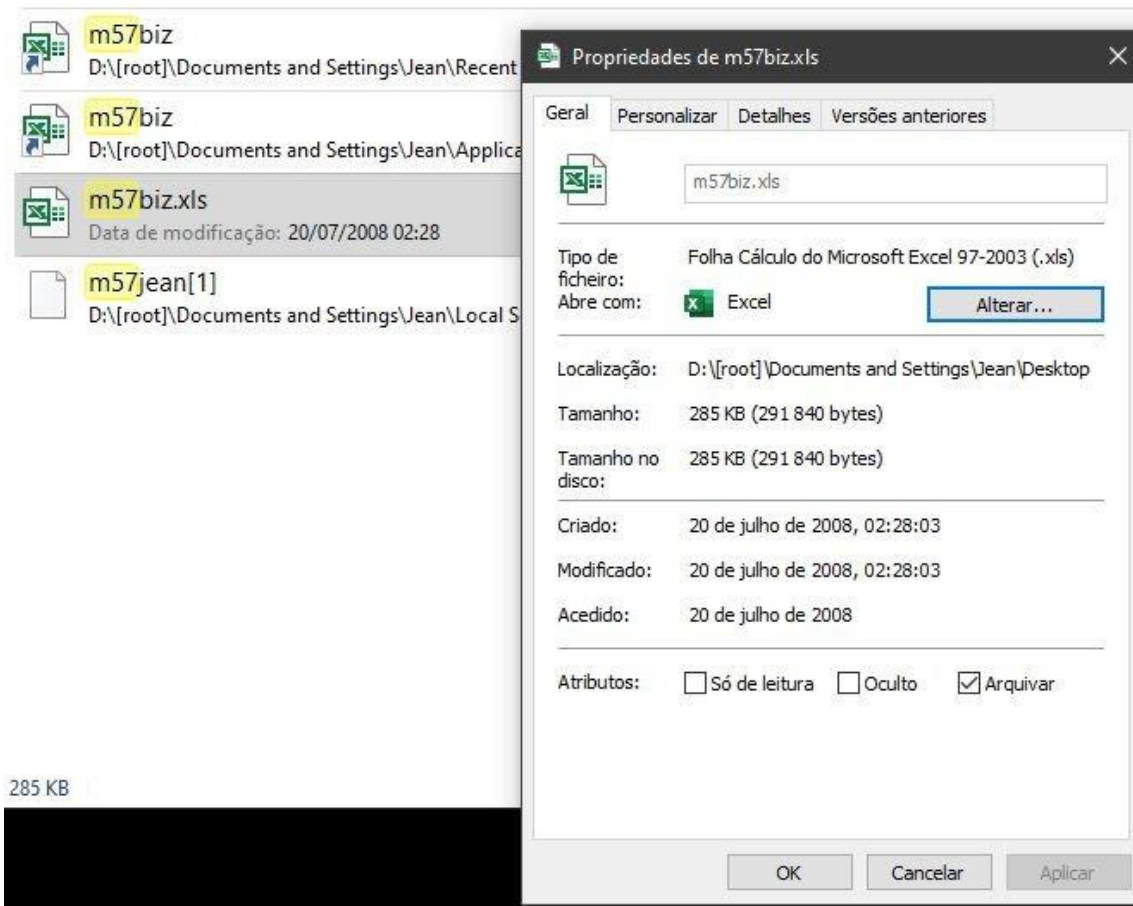 m57biz
D:\[root]\Documents and Settings\Jean\Recent
m57biz
D:\[root]\Documents and Settings\Jean\Applica
m57biz.xls
Data de modificação: 20/07/2008 02:28
m57jean[1]
D:\[root]\Documents and Settings\Jean\Local S
285 KB
Propriedades de m57biz.xls
Geral Personalizar Detalhes Versões anteriores
m57biz.xls
Tipo de ficheiro: Folha Cálculo do Microsoft Excel 97-2003 (.xls)
Abre com: Excel Alterar...
Localização: D:\[root]\Documents and Settings\Jean\Desktop
Tamanho: 285 KB (291 840 bytes)
Tamanho no disco: 285 KB (291 840 bytes)
Criado: 20 de julho de 2008, 02:28:03
Modificado: 20 de julho de 2008, 02:28:03
Acedido: 20 de julho de 2008
Atributos: Só de leitura Oculto Arquivar
OK Cancelar Aplicar